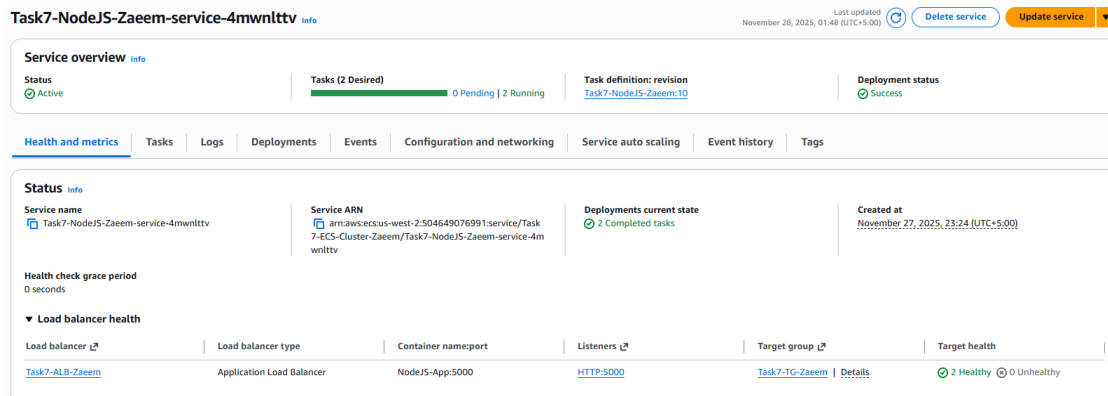 Task7-NodeJS-Zaeem-service-4mwnlttv Info
Last updated
November 28, 2025, 01:48 (UTC+5:00)
Delete service
Update service
Service overview Info
Status
Active
Tasks (2 Desired)
0 Pending | 2 Running
Task definition: revision
Task7-NodeJS-Zaeem:10
Deployment status
Success
Health and metrics
Tasks
Logs
Deployments
Events
Configuration and networking
Service auto scaling
Event history
Tags
Status Info
Service name
Task7-NodeJS-Zaeem-service-4mwnlttv
Service ARN
arn:aws:ecs:us-west-2:504649076991:service/Task
7-ECS-Cluster-Zaeem/Task7-NodeJS-Zaeem-service-4m
wnlttv
Deployments current state
2 Completed tasks
Created at
November 27, 2025, 23:24 (UTC+5:00)
Health check grace period
0 seconds
Load balancer health
Load balancer
Load balancer type
Container name:port
Listeners
Target group
Target health
Task7-ALB-Zaeem
Application Load Balancer
NodeJS-App:5000
HTTP:5000
Task7-TG-Zaeem | Details
2 Healthy 0 Unhealthy